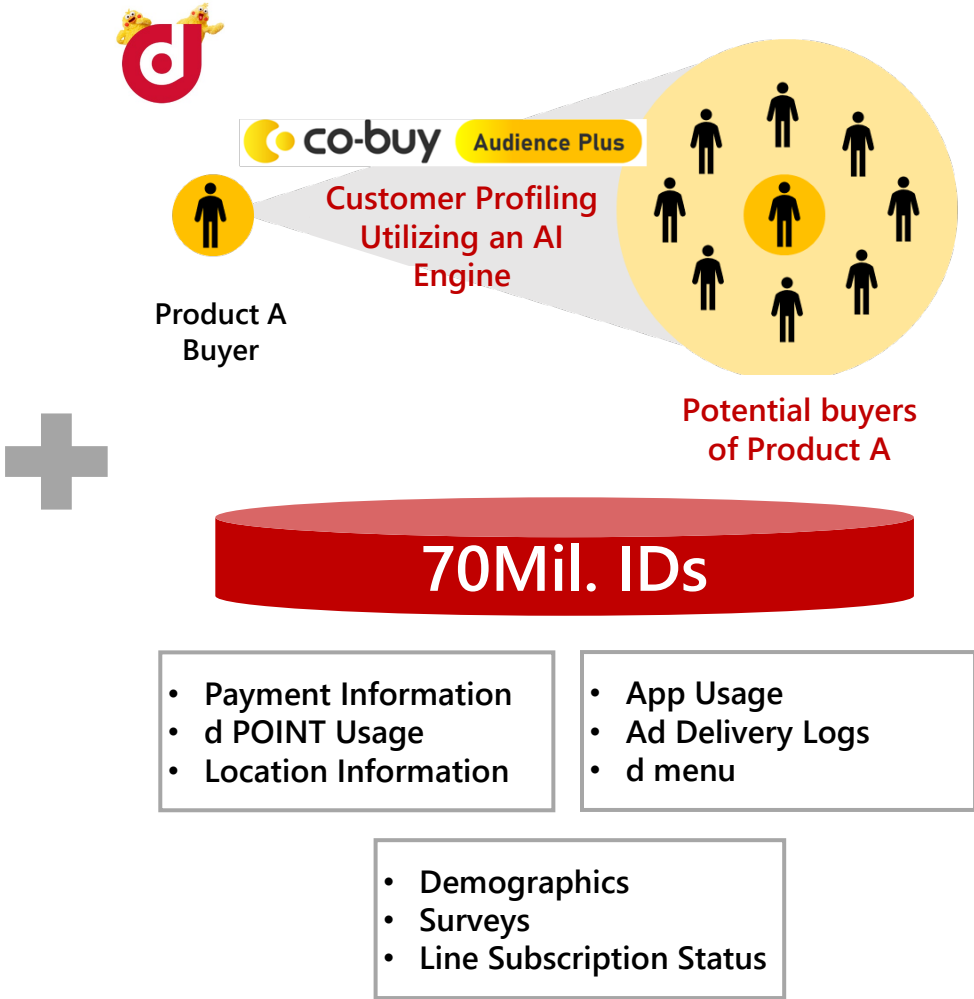 d
co-buy Audience Plus
Customer Profiling
Utilizing an AI
Engine
Product A
Buyer
Potential buyers
of Product A
70Mil. IDs
• Payment Information
• d POINT Usage
• Location Information
• App Usage
• Ad Delivery Logs
• d menu
• Demographics
• Surveys
• Line Subscription Status